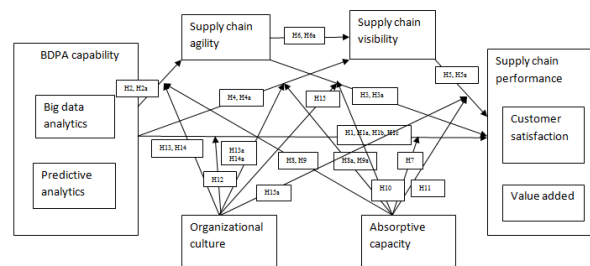 Supply chain
agility
H6, H6a
Supply chain
visibility
BDPA capability
H2, H2a
H5, H5a
Supply chain
performance
Big data
analytics
H4, H4a
H15
H3, H3a
Customer
satisfaction
H1, H1a, H1b, H1c
H13, H14
H13a
H14a
H8, H9
H8a, H9a
H7
Predictive
analytics
H12
H10
H11
H15a
Value added
Organizational
culture
Absorptive
capacity